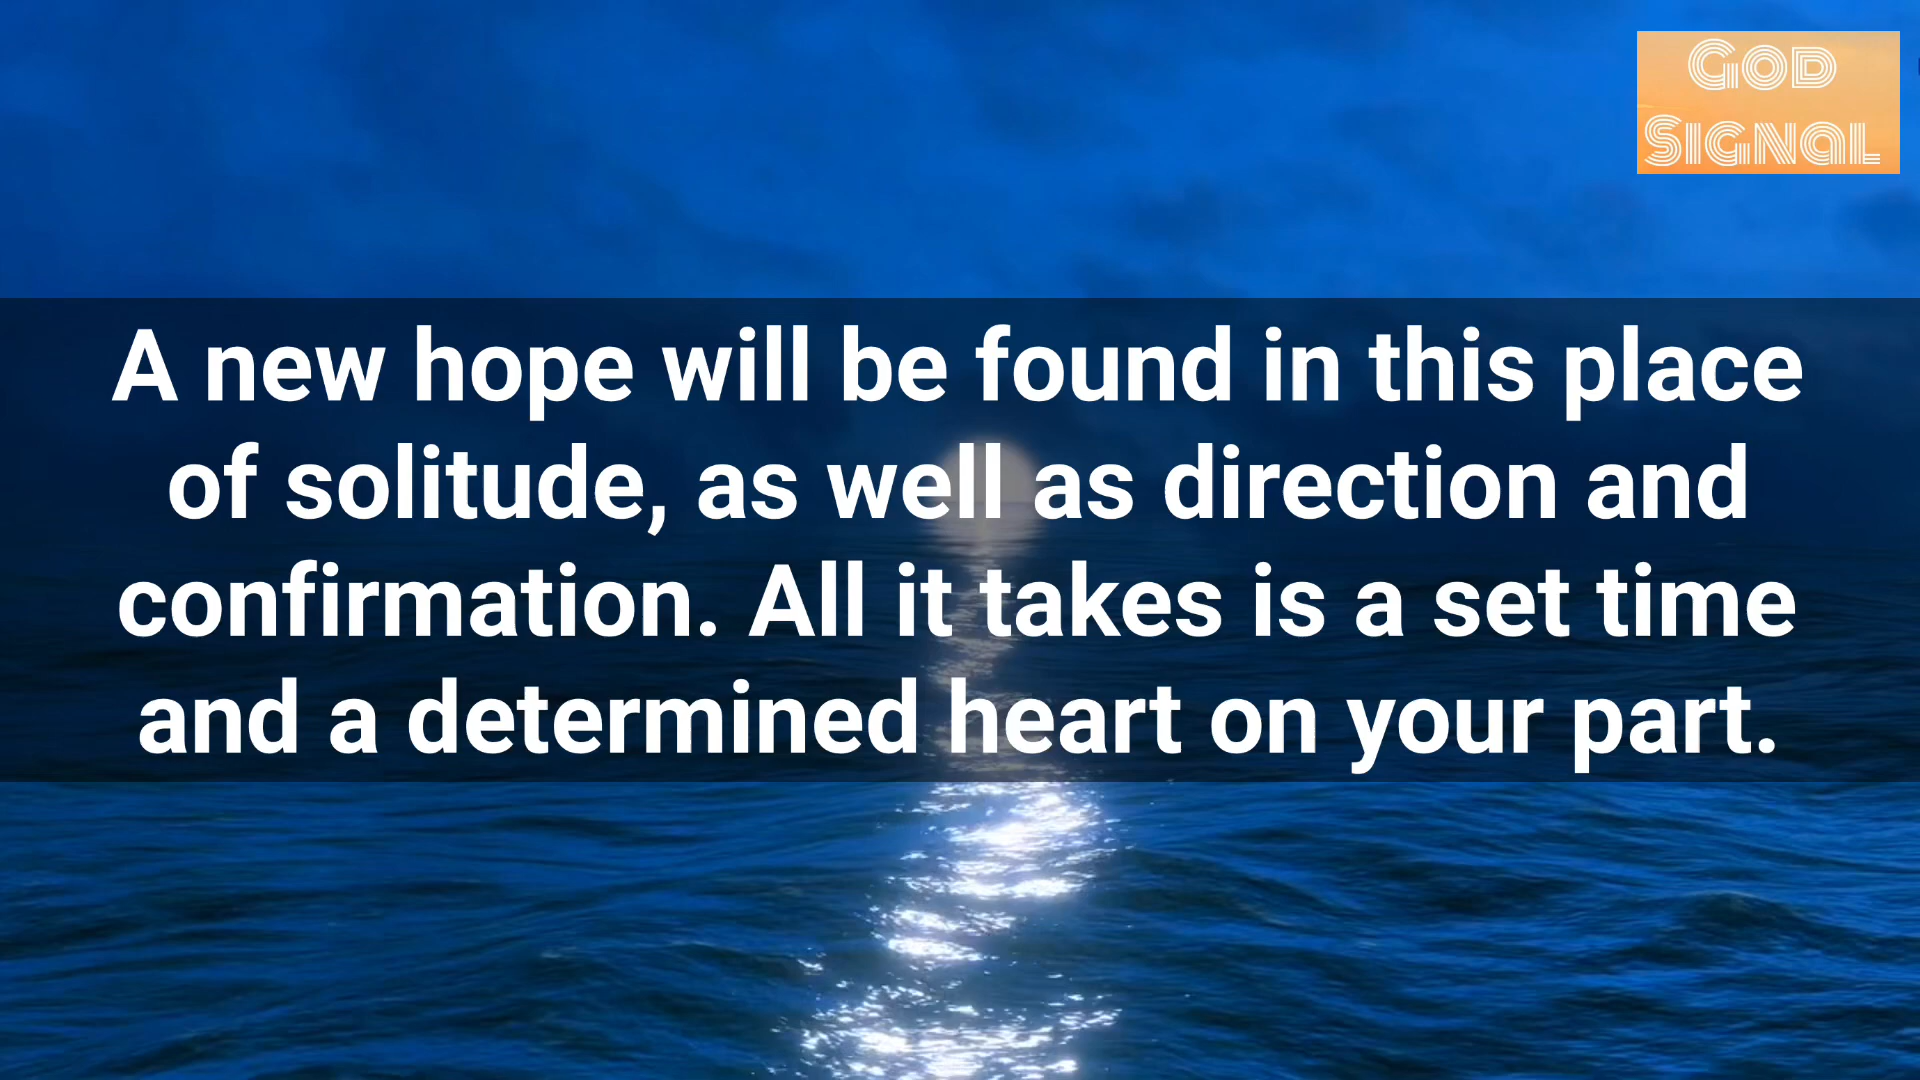 God
Signal
A new hope will be found in this place
of solitude, as well as direction and
confirmation. All it takes is a set time
and a determined heart on your part.